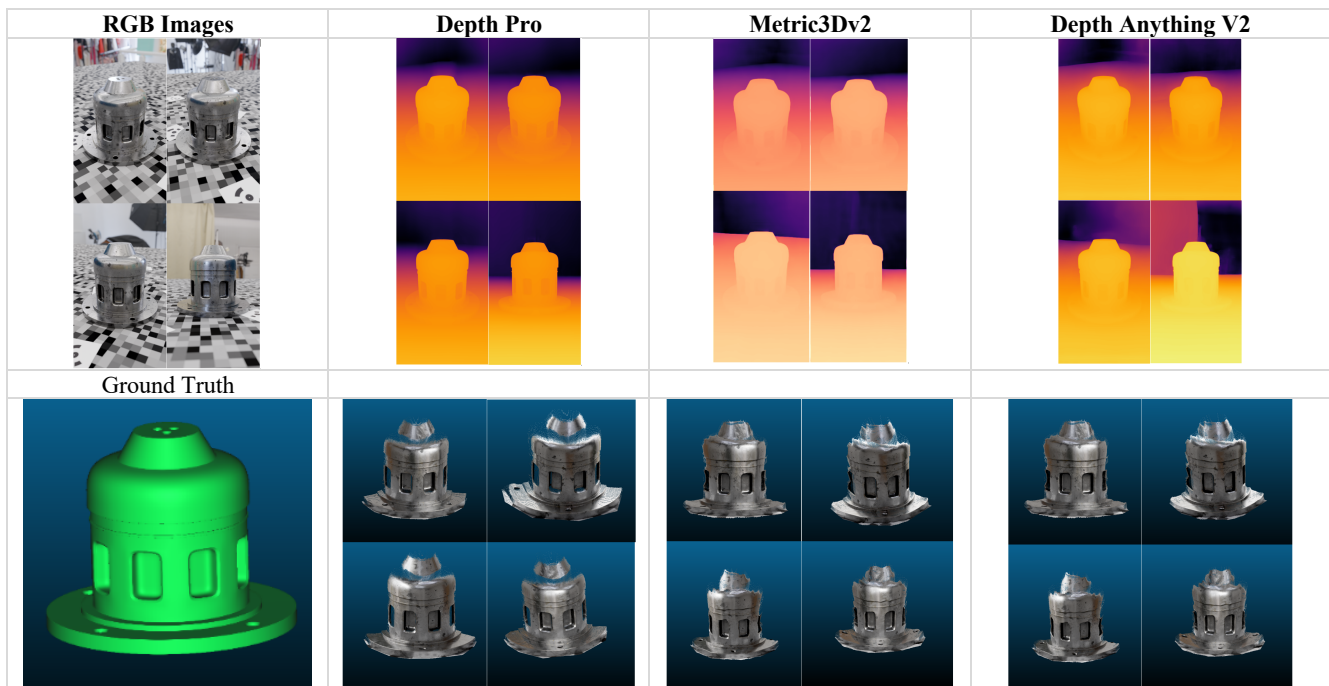 RGB Images
Depth Pro
Metric3Dv2
Depth Anything V2
Ground Truth